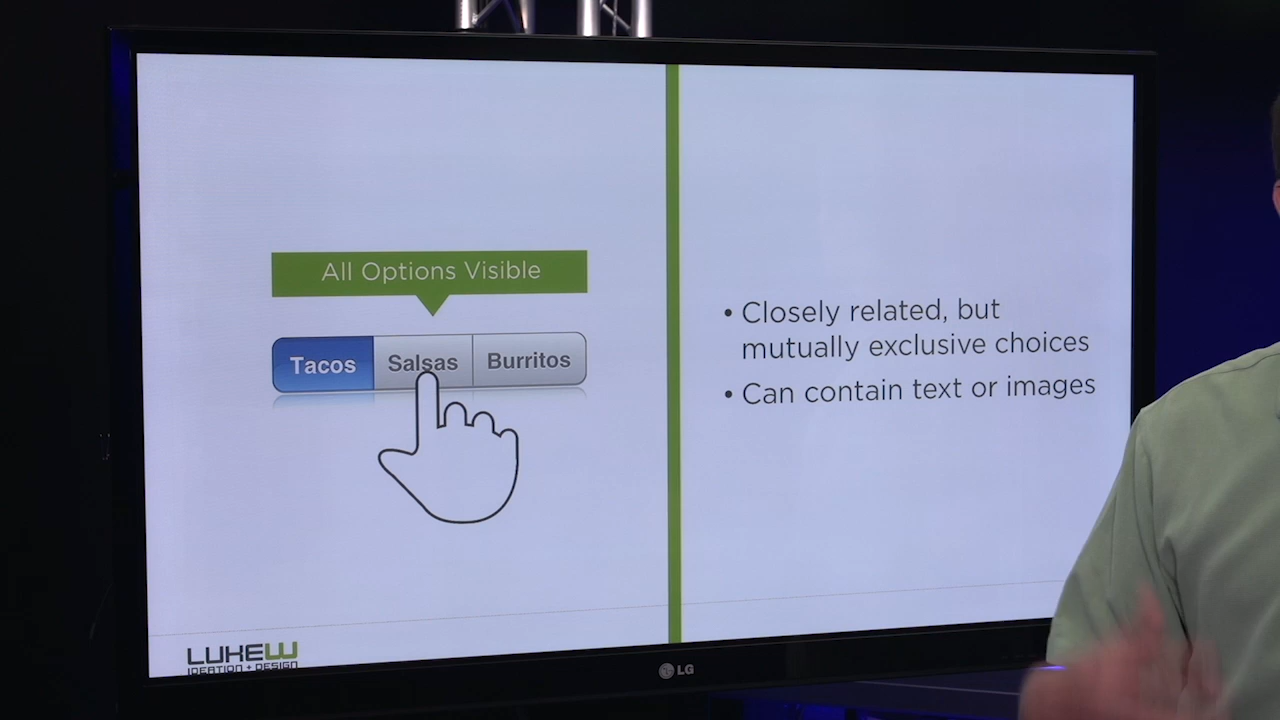 All Options Visible
Tacos Salsas Burritos
• Closely related, but
mutually exclusive choices
• Can contain text or images
LUKEW
IDEATION + DESIGN
LG